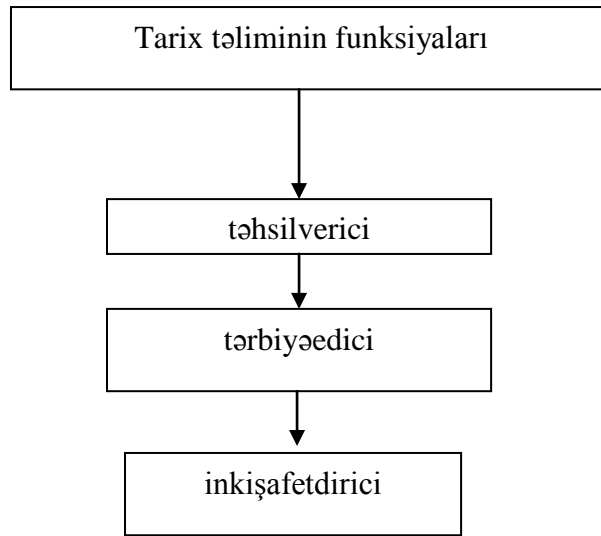 Tarix təliminin funksiyaları
təhsilverici
tərbiyəedici
inkişafetdirici